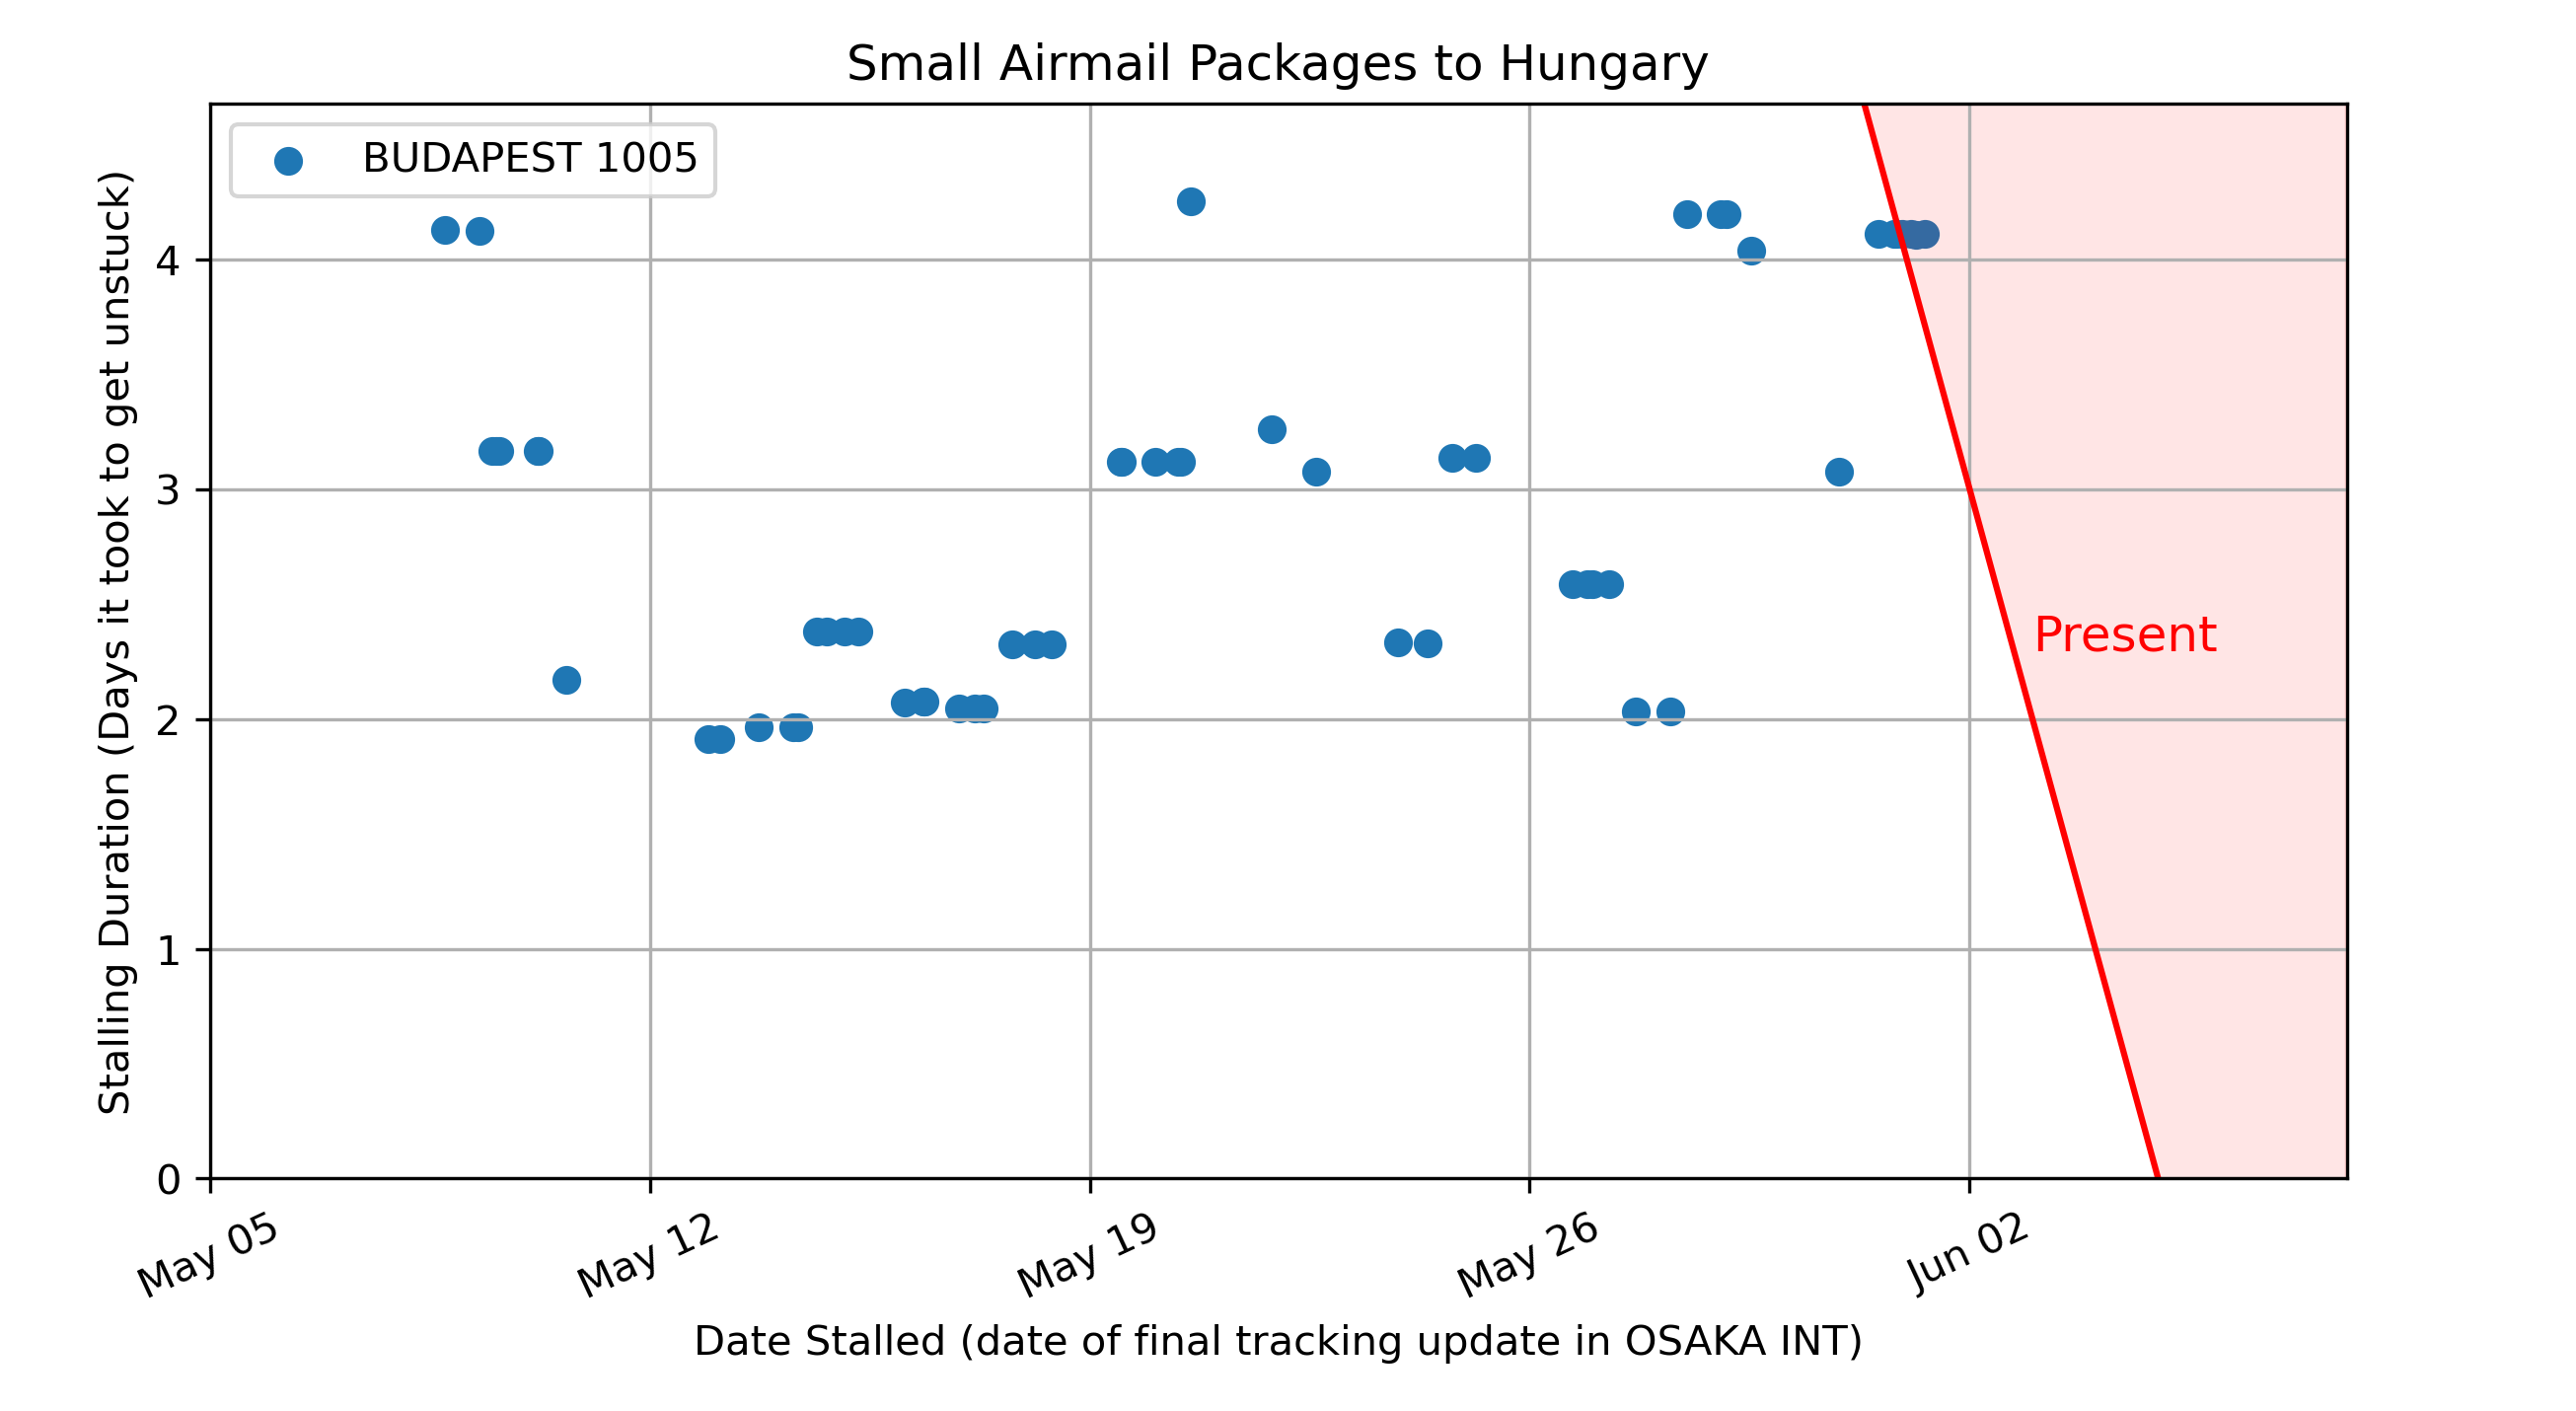 Small Airmail Packages to Hungary
BUDAPEST 1005
Stalling Duration (Days it took to get unstuck)
4
3
2
1
0
Present
May 05
May 12
May 19
May 26
Jun 02
Date Stalled (date of final tracking update in OSAKA INT)